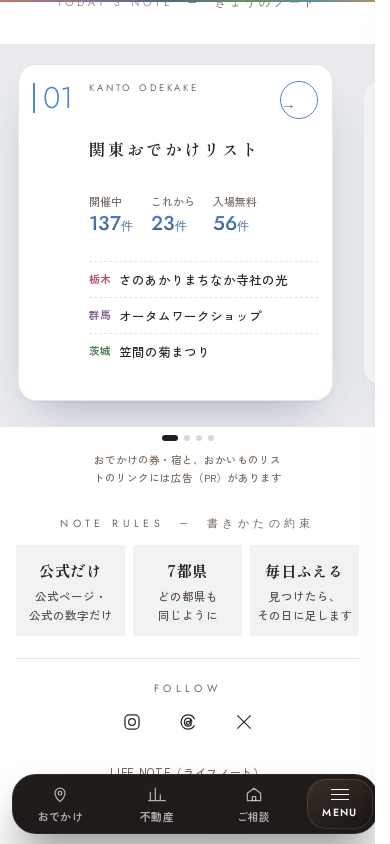 TODAY'S NOTE — きょうのノート
01
KANTO ODEKAKE
→
関東おでかけリスト
開催中 これから 入場無料
137件 23件 56件
栃木 さのあかりまちなか寺社の光
群馬 オータムワークショップ
茨城 笠間の菊まつり
おでかけの券・宿と、おかいものリス
トのリンクには広告（PR）があります
NOTE RULES — 書きかたの約束
公式だけ 7都県 毎日ふえる
公式ページ・ どの都県も 見つけたら、
公式の数字だけ 同じように その日に足します
FOLLOW
LIFE NOTE（ライフノート）
おでかけ 不動産 ご相談 MENU